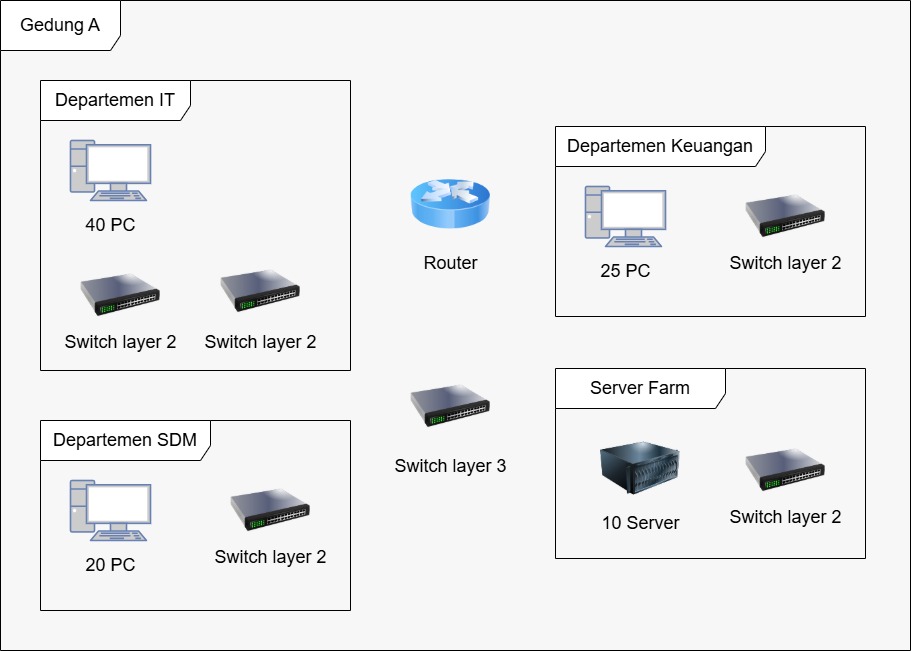 Gedung A
Departemen IT
40 PC
Switch layer 2
Switch layer 2
Departemen SDM
20 PC
Switch layer 2
Router
Switch layer 3
Departemen Keuangan
25 PC
Switch layer 2
Server Farm
10 Server
Switch layer 2